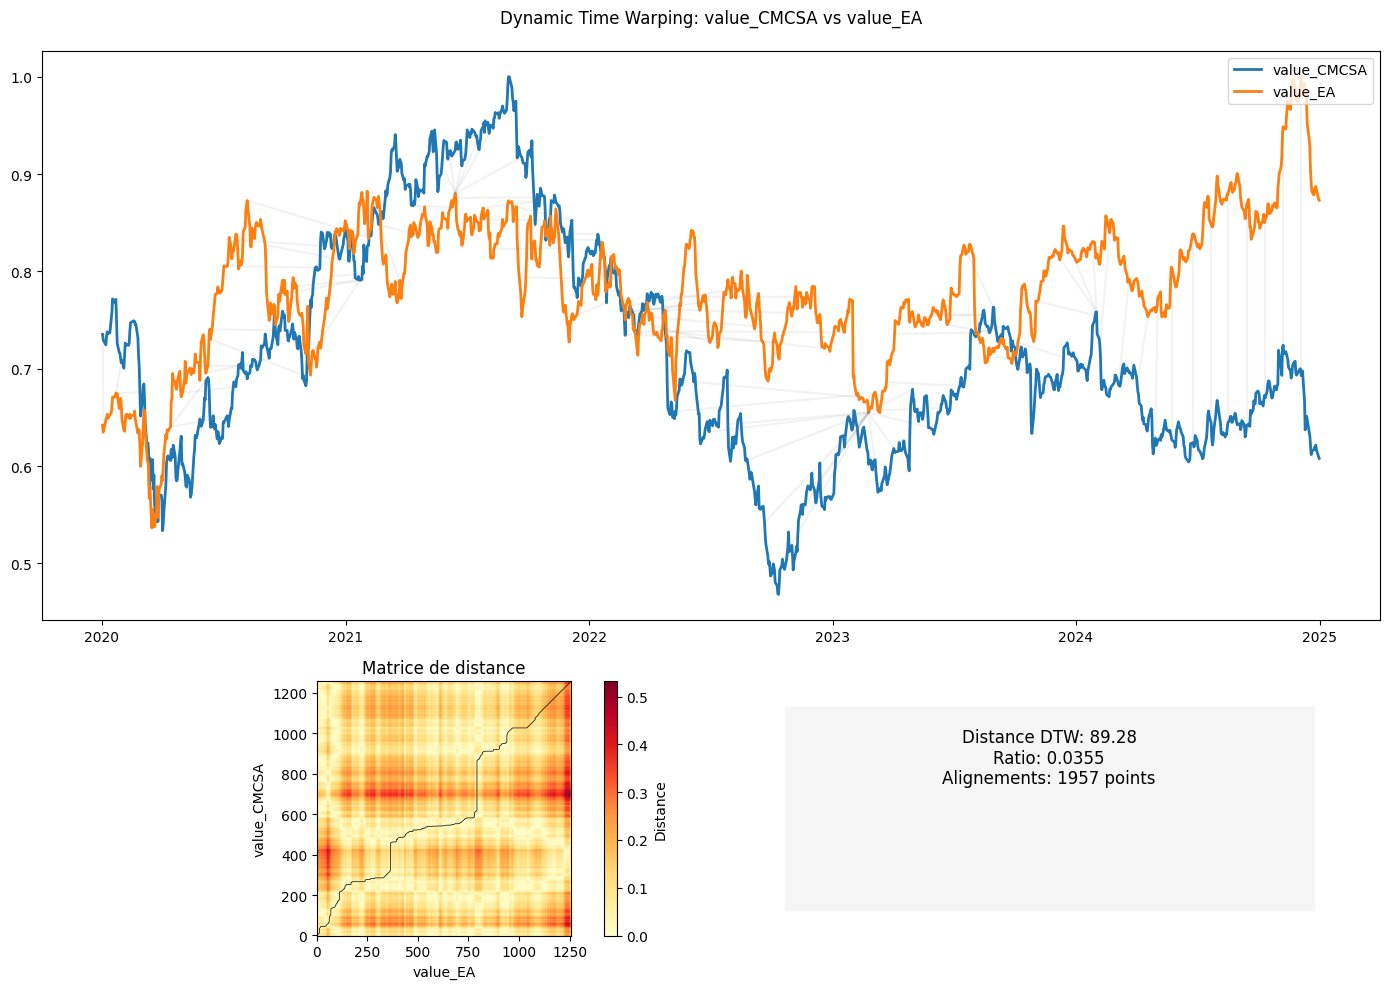 Dynamic Time Warping: value_CMCSA vs value_EA
value_CMCSA
value_EA
1.0
0.9
0.8
0.7
0.6
0.5
2020 2021 2022 2023 2024 2025
Matrice de distance
1200
1000
800
600
400
200
0
value_CMCSA
0 250 500 750 1000 1250
value_EA
0.5
0.4
0.3
0.2
0.1
0.0
Distance
Distance DTW: 89.28
Ratio: 0.0355
Alignements: 1957 points